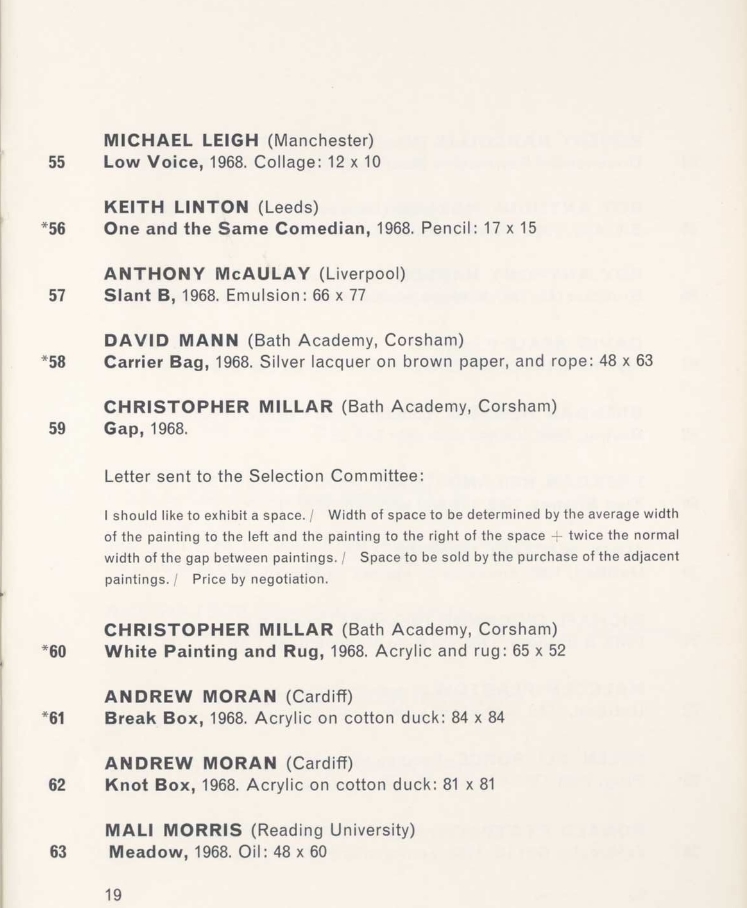 MICHAEL LEIGH (Manchester)
55 Low Voice, 1968. Collage: 12 x 10
KEITH LINTON (Leeds)
*56 One and the Same Comedian, 1968. Pencil: 17 x 15
ANTHONY McAULAY (Liverpool)
57 Slant B, 1968. Emulsion: 66 x 77
DAVID MANN (Bath Academy, Corsham)
*58 Carrier Bag, 1968. Silver lacquer on brown paper, and rope: 48 x 63
CHRISTOPHER MILLAR (Bath Academy, Corsham)
59 Gap, 1968.
Letter sent to the Selection Committee:
I should like to exhibit a space. / Width of space to be determined by the average width
of the painting to the left and the painting to the right of the space + twice the normal
width of the gap between paintings. / Space to be sold by the purchase of the adjacent
paintings. / Price by negotiation.
CHRISTOPHER MILLAR (Bath Academy, Corsham)
*60 White Painting and Rug, 1968. Acrylic and rug: 65 x 52
ANDREW MORAN (Cardiff)
*61 Break Box, 1968. Acrylic on cotton duck: 84 x 84
ANDREW MORAN (Cardiff)
62 Knot Box, 1968. Acrylic on cotton duck: 81 x 81
MALI MORRIS (Reading University)
63 Meadow, 1968. Oil: 48 x 60
19